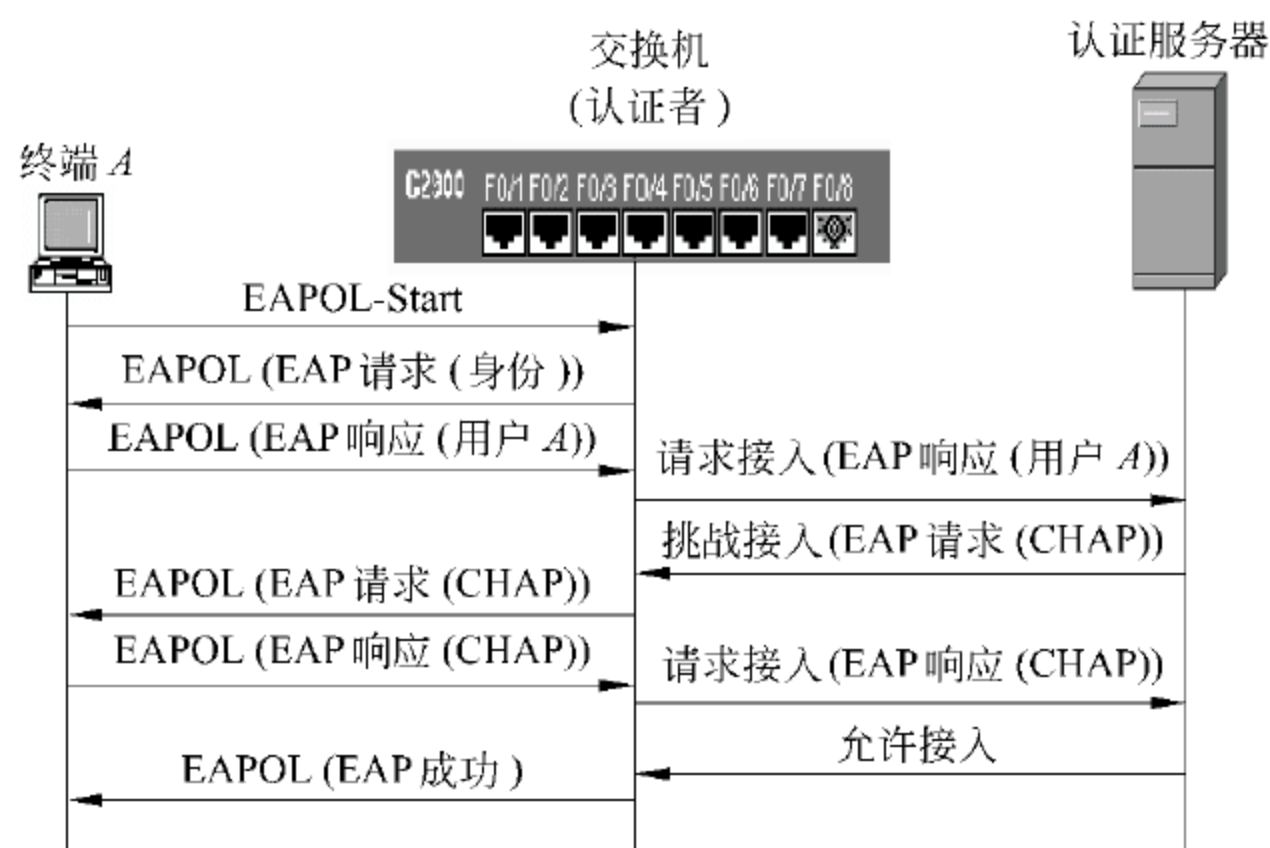 认证服务器
交换机
(认证者)
终端 A
G2900 F0/1 F0/2 F0/3 F0/4 F0/5 F0/6 F0/7 F0/8
EAPOL-Start
EAPOL (EAP 请求 (身份))
EAPOL (EAP 响应 (用户 A))
请求接入 (EAP 响应 (用户 A))
挑战接入 (EAP 请求 (CHAP))
EAPOL (EAP 请求 (CHAP))
EAPOL (EAP 响应 (CHAP))
请求接入 (EAP 响应 (CHAP))
允许接入
EAPOL (EAP 成功)